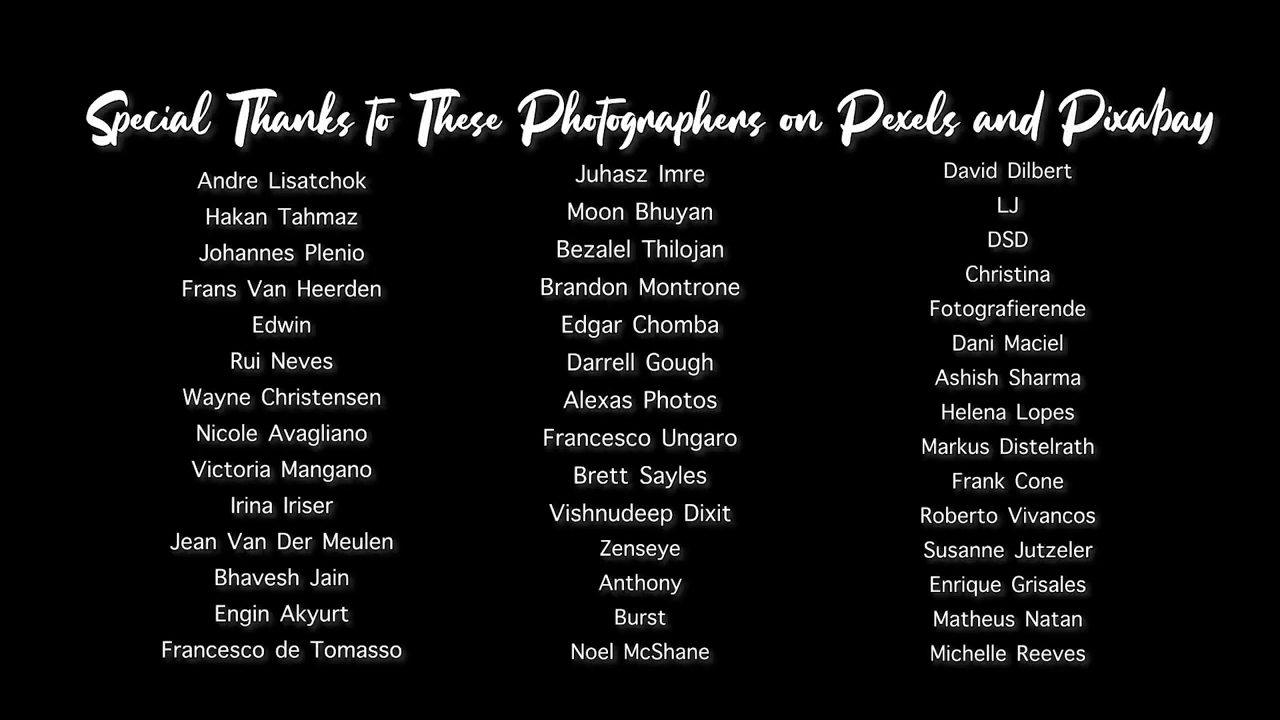 Special Thanks to These Photographers on Pexels and Pixabay
Andre Lisatchok
Hakan Tahmaz
Johannes Plenio
Frans Van Heerden
Edwin
Rui Neves
Wayne Christensen
Nicole Avagliano
Victoria Mangano
Irina Iriser
Jean Van Der Meulen
Bhavesh Jain
Engin Akyurt
Francesco de Tomasso
Juhasz Imre
Moon Bhuyan
Bezalel Thilojan
Brandon Montrone
Edgar Chomba
Darrell Gough
Alexas Photos
Francesco Ungaro
Brett Sayles
Vishnudeep Dixit
Zenseye
Anthony
Burst
Noel McShane
David Dilbert
LJ
DSD
Christina
Fotografierende
Dani Maciel
Ashish Sharma
Helena Lopes
Markus Distelrath
Frank Cone
Roberto Vivancos
Susanne Jutzeler
Enrique Grisales
Matheus Natan
Michelle Reeves